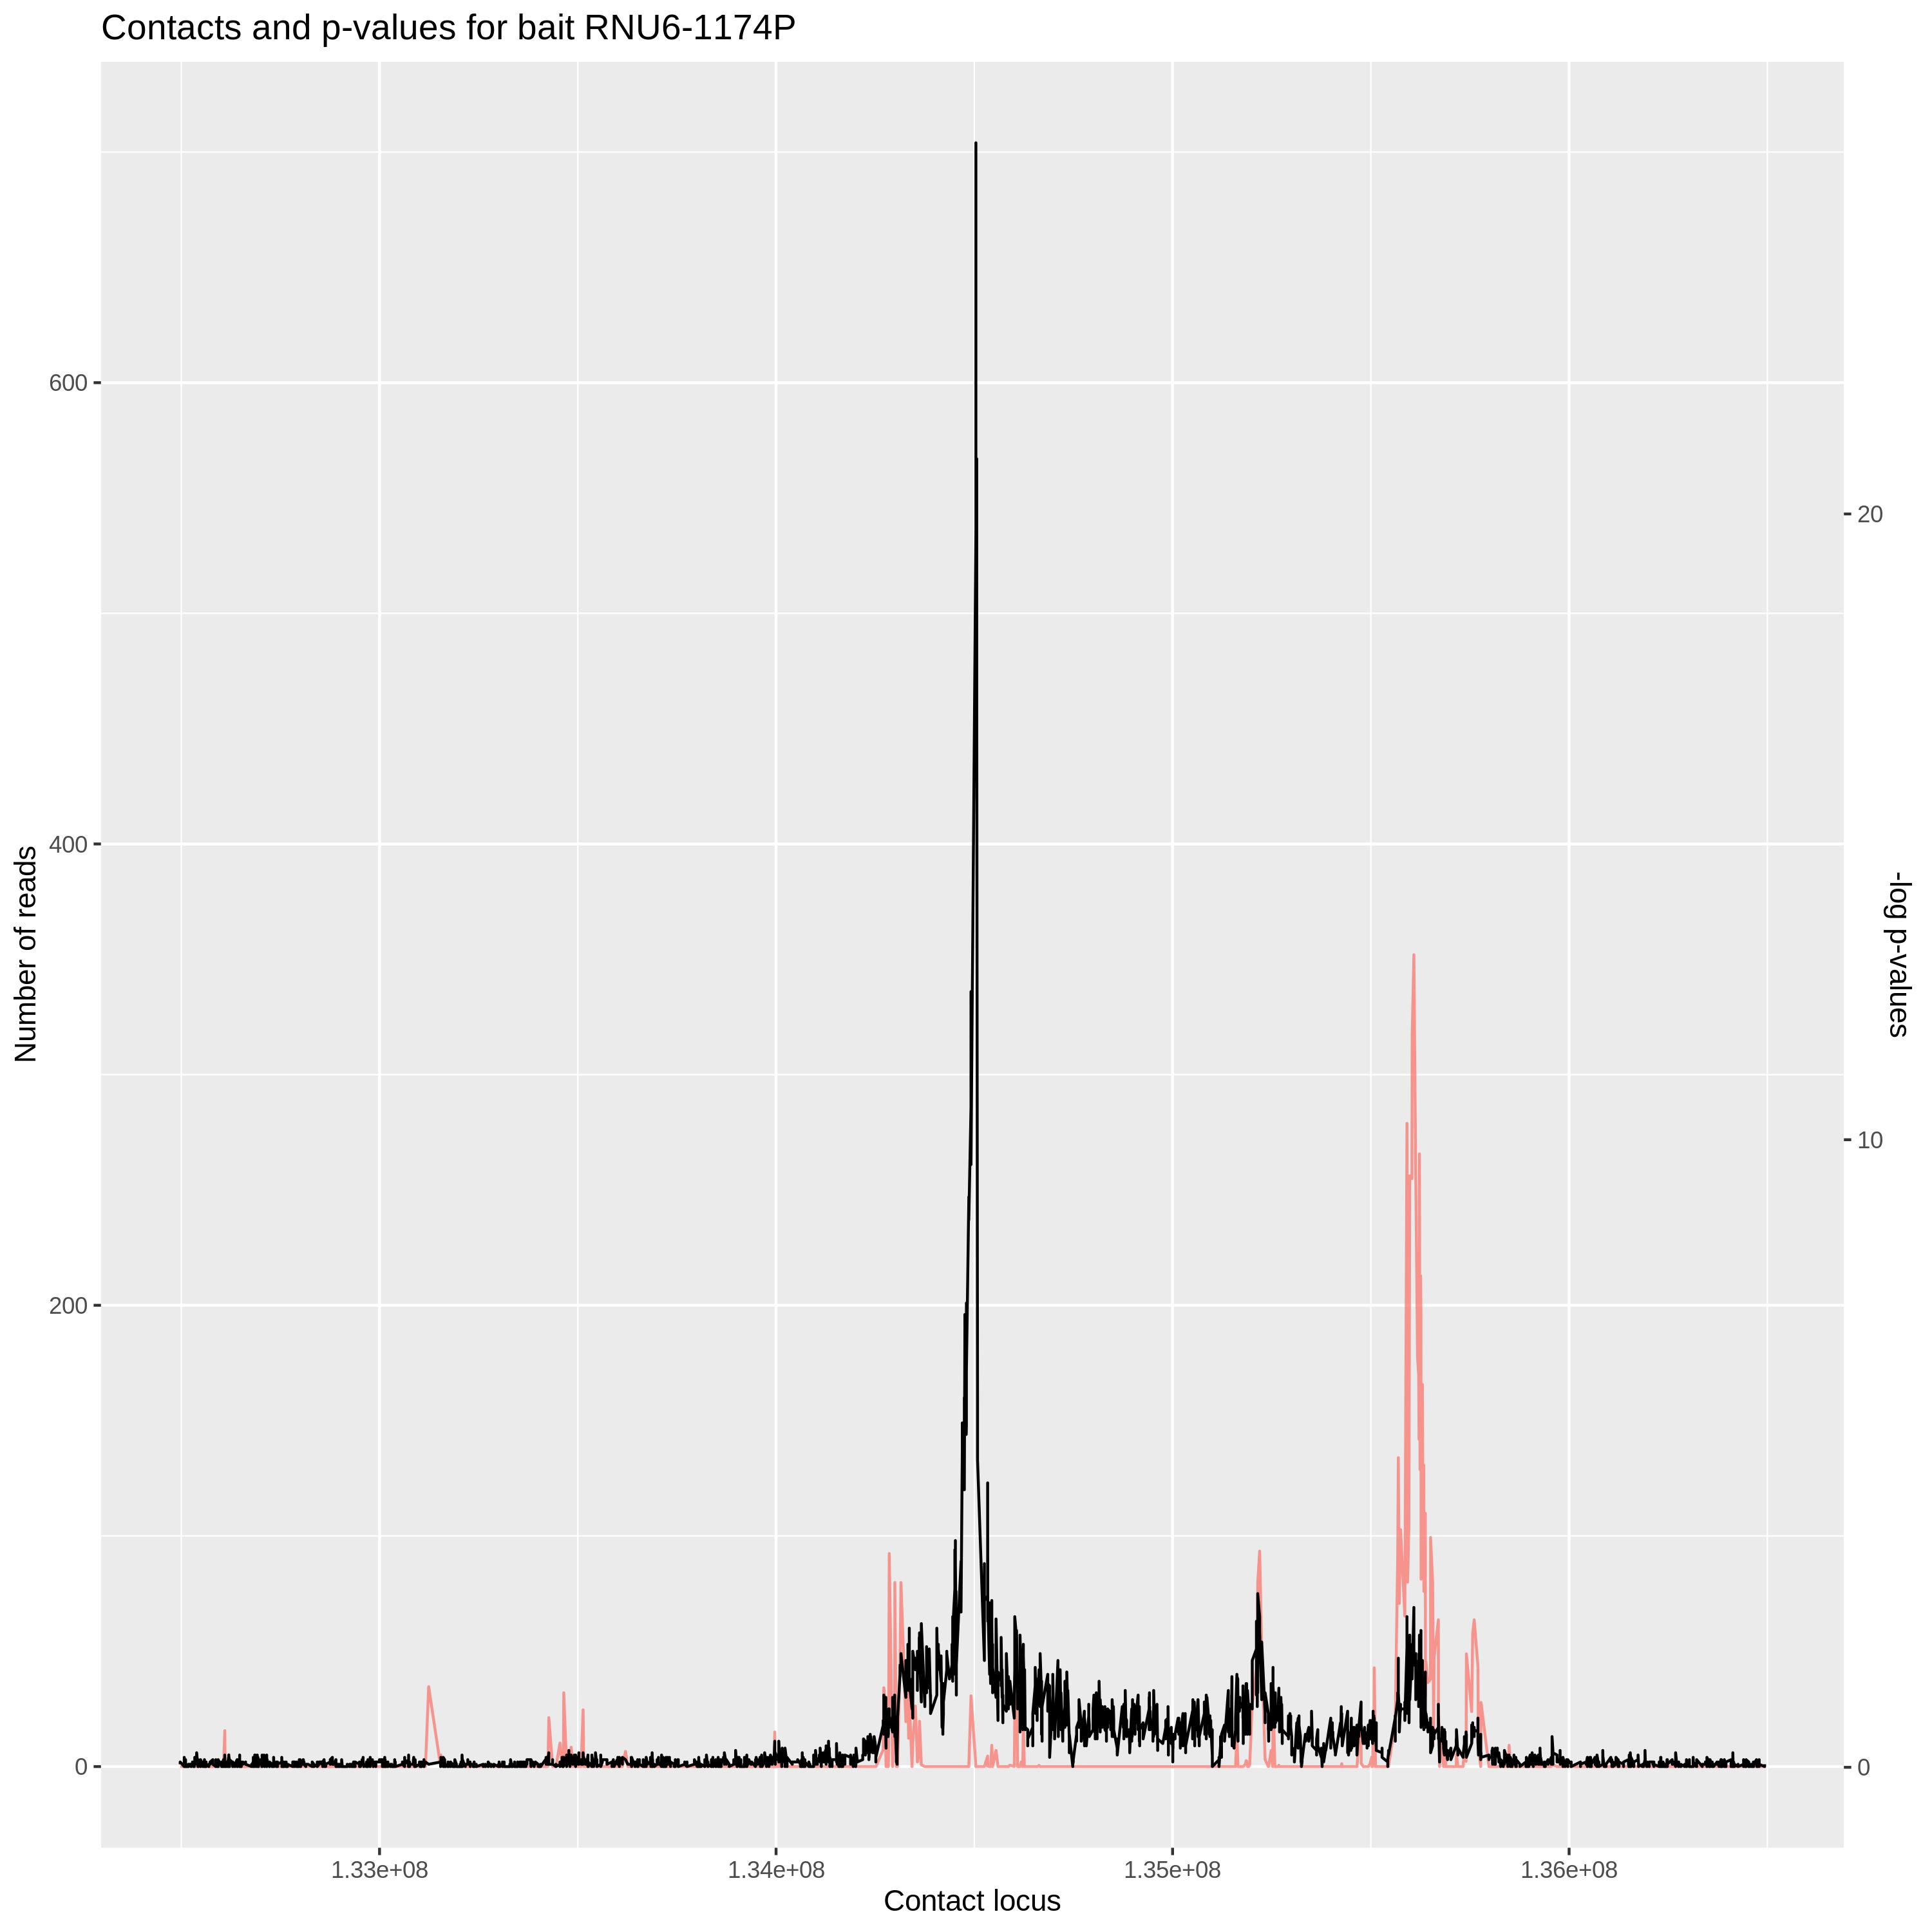 Contacts and p-values for bait RNU6-1174P
Number of reads
600
400
200
0
20
10
0
-log p-values
1.33e+08
1.34e+08
1.35e+08
1.36e+08
Contact locus